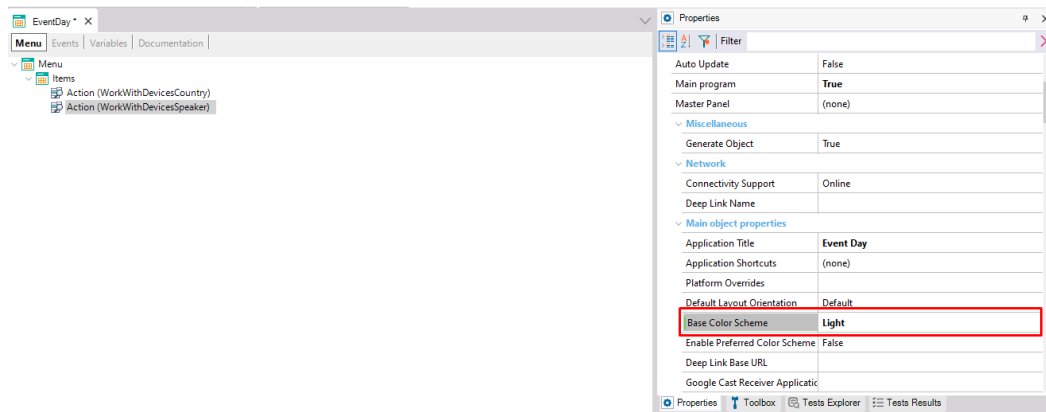 EventDay *
Menu Events Variables Documentation
Menu
Items
Action (WorkWithDevicesCountry)
Action (WorkWithDevicesSpeaker)
Properties
Filter
Auto Update False
Main program True
Master Panel (none)
Miscellaneous
Generate Object True
Network
Connectivity Support Online
Deep Link Name
Main object properties
Application Title Event Day
Application Shortcuts (none)
Platform Overrides
Default Layout Orientation Default
Base Color Scheme Light
Enable Preferred Color Scheme False
Deep Link Base URL
Google Cast Receiver Applicatic
Properties Toolbox Tests Explorer Tests Results